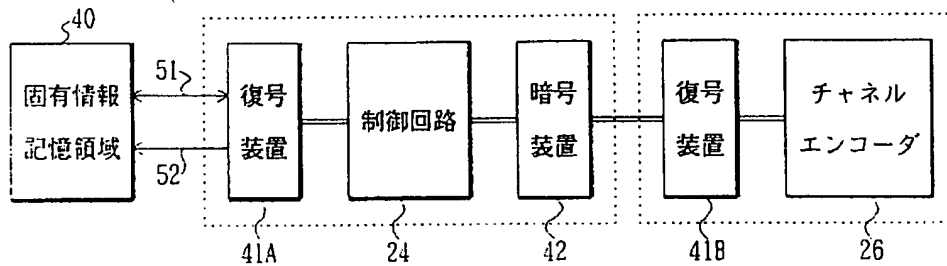 40
固有情報
記憶領域
51
52
復号
装置
41A
制御回路
24
暗号
装置
42
復号
装置
41B
チャネル
エンコーダ
26